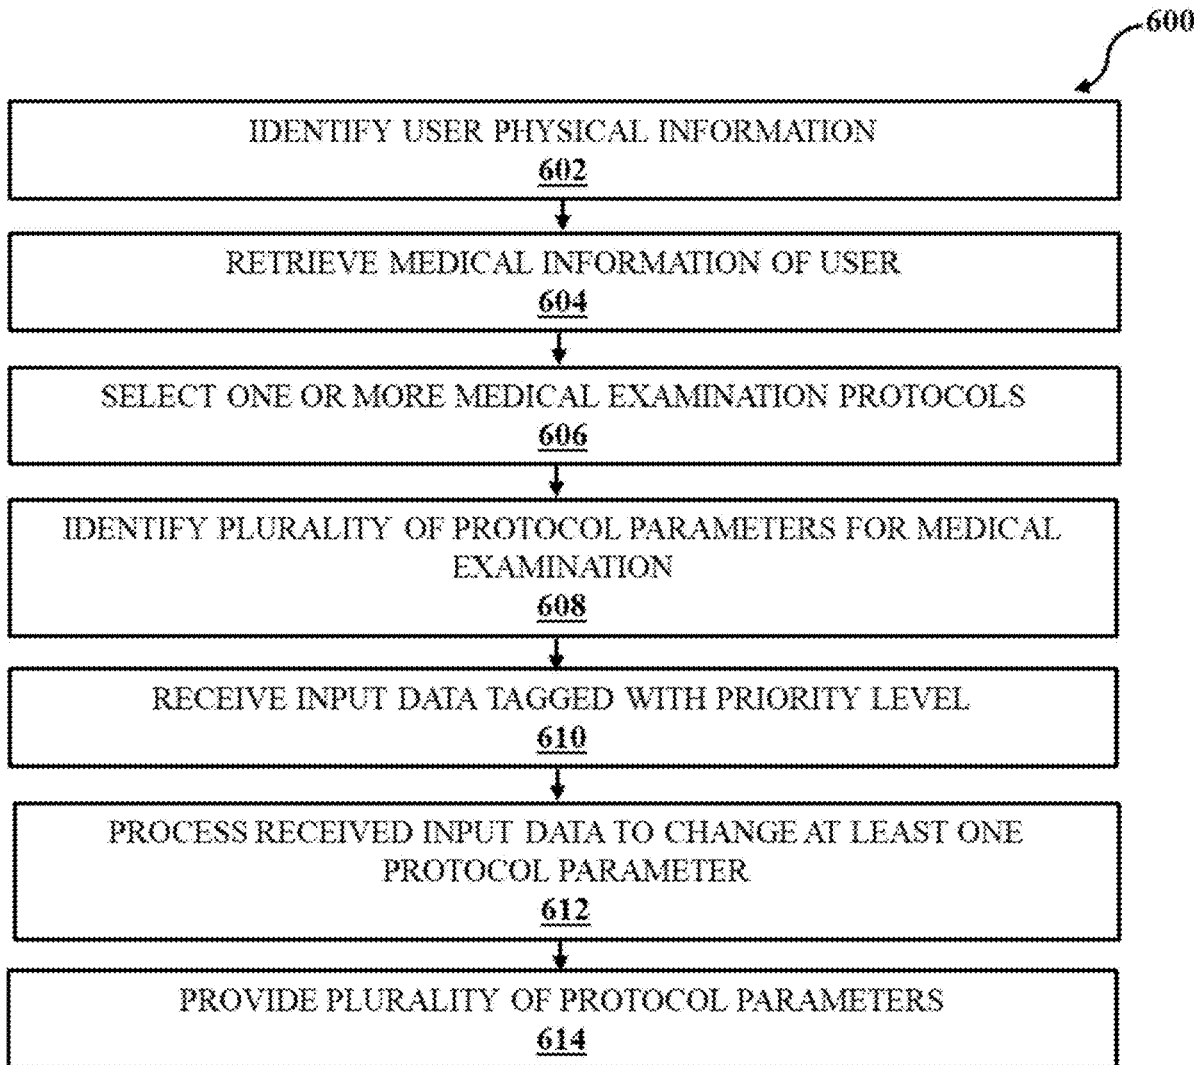 600
IDENTIFY USER PHYSICAL INFORMATION
602
RETRIEVE MEDICAL INFORMATION OF USER
604
SELECT ONE OR MORE MEDICAL EXAMINATION PROTOCOLS
606
IDENTIFY PLURALITY OF PROTOCOL PARAMETERS FOR MEDICAL
EXAMINATION
608
RECEIVE INPUT DATA TAGGED WITH PRIORITY LEVEL
610
PROCESS RECEIVED INPUT DATA TO CHANGE AT LEAST ONE
PROTOCOL PARAMETER
612
PROVIDE PLURALITY OF PROTOCOL PARAMETERS
614